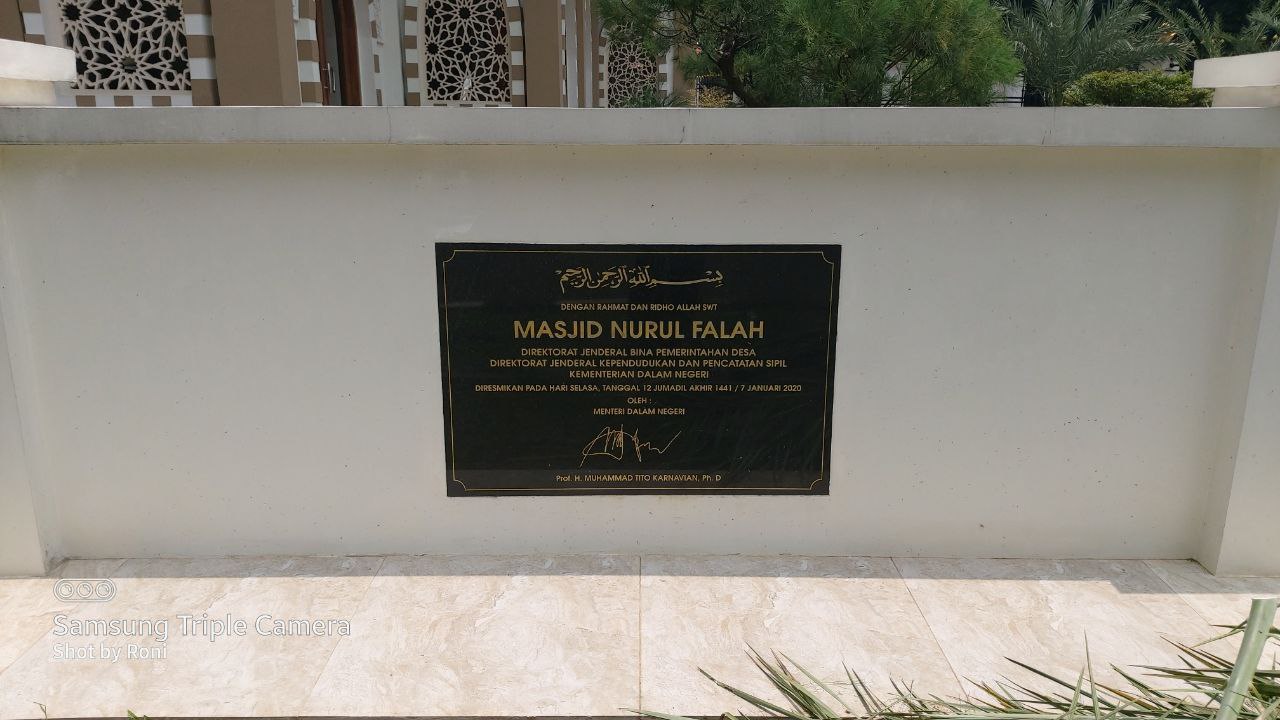 بسم الله الرحمن الرحيم
DENGAN RAHMAT DAN RIDHO ALLAH SWT
MASJID NURUL FALAH
DIREKTORAT JENDERAL BINA PEMERINTAHAN DESA
DIREKTORAT JENDERAL KEPENDUDUKAN DAN PENCATATAN SIPIL
KEMENTERIAN DALAM NEGERI
DIRESMIKAN PADA HARI SELASA, TANGGAL 12 JUMADIL AKHIR 1441 / 7 JANUARI 2020
OLEH :
MENTERI DALAM NEGERI
Prof. H. MUHAMMAD TITO KARNAVIAN, Ph. D
Samsung Triple Camera
Shot by Roni